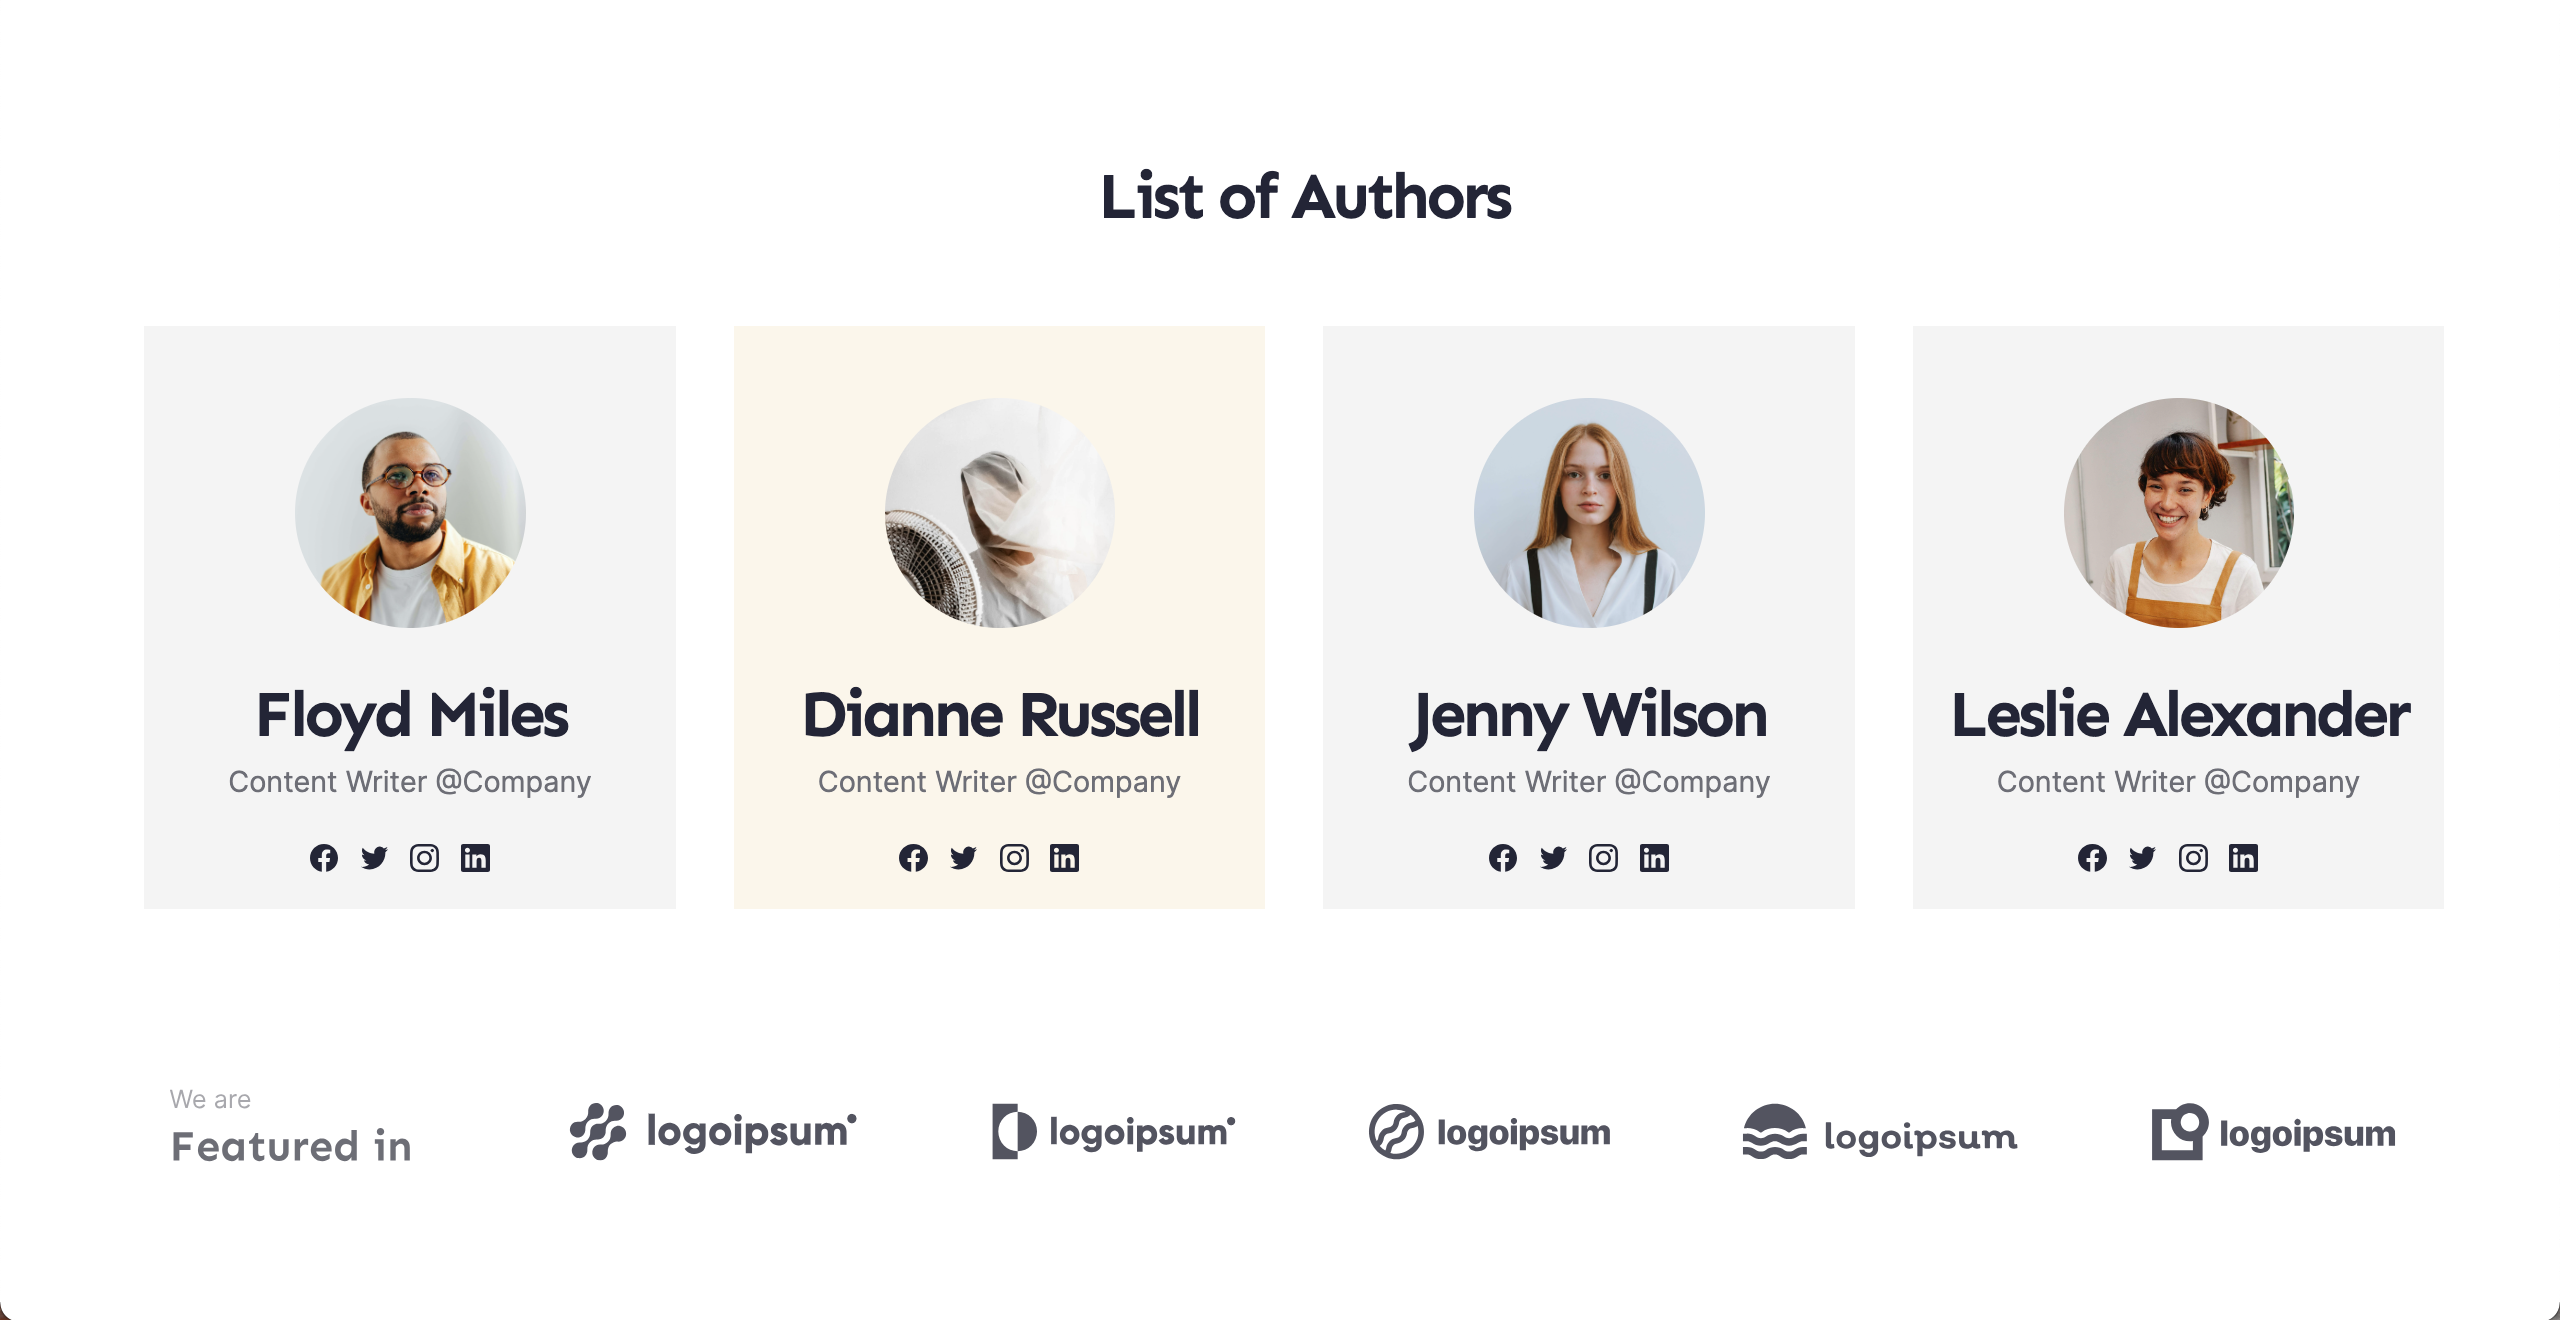 List of Authors
Floyd Miles
Content Writer @Company
Dianne Russell
Content Writer @Company
Jenny Wilson
Content Writer @Company
Leslie Alexander
Content Writer @Company
We are
Featured in
logoipsum
logoipsum
logoipsum
logoipsum
logoipsum